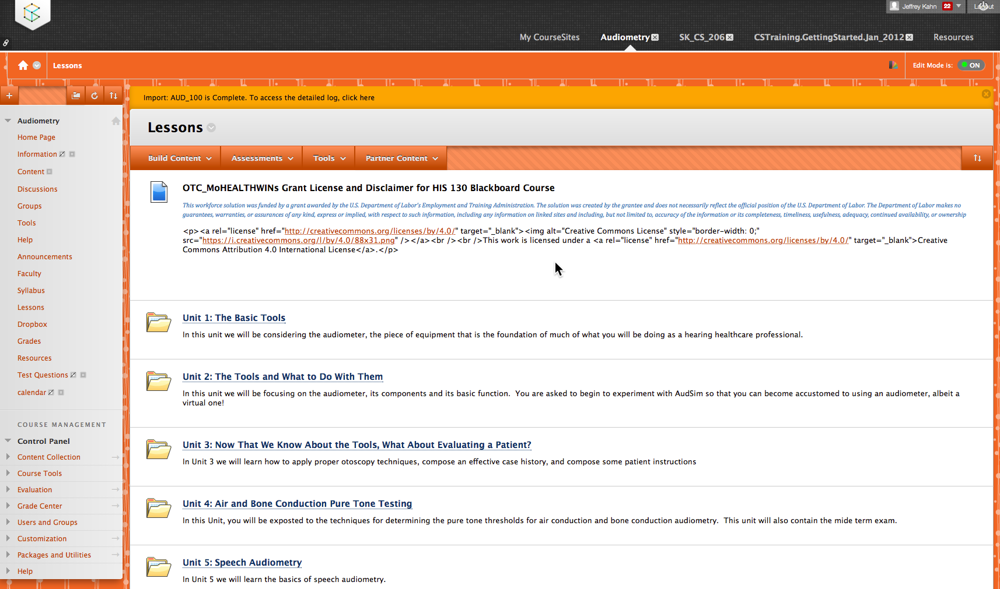 Jeffrey Kahn 22
Logout
My CourseSites Audiometry SK_CS_206 CSTraining.GettingStarted.Jan_2012 Resources
Lessons
Edit Mode is: ON
Import: AUD_100 is Complete. To access the detailed log, click here
Audiometry
Home Page
Information
Content
Discussions
Groups
Tools
Help
Announcements
Faculty
Syllabus
Lessons
Dropbox
Grades
Resources
Test Questions
calendar
COURSE MANAGEMENT
Control Panel
Content Collection
Course Tools
Evaluation
Grade Center
Users and Groups
Customization
Packages and Utilities
Help
Lessons
Build Content Assessments Tools Partner Content
OTC_MoHEALTHWINs Grant License and Disclaimer for HIS 130 Blackboard Course
This workforce solution was funded by a grant awarded by the U.S. Department of Labor's Employment and Training Administration. The solution was created by the grantee and does not necessarily reflect the official position of the U.S. Department of Labor. The Department of Labor makes no
guarantees, warranties, or assurances of any kind, express or implied, with respect to such information, including any information on linked sites and including, but not limited to, accuracy of the information or its completeness, timeliness, usefulness, adequacy, continued availability, or ownership
<p><a rel="license" href="http://creativecommons.org/licenses/by/4.0/" target="_blank"><img alt="Creative Commons License" style="border-width: 0;"
src="https://i.creativecommons.org/l/by/4.0/88x31.png" /></a><br /><br />This work is licensed under a <a rel="license" href="http://creativecommons.org/licenses/by/4.0/" target="_blank">Creative
Commons Attribution 4.0 International License</a>.</p>
Unit 1: The Basic Tools
In this unit we will be considering the audiometer, the piece of equipment that is the foundation of much of what you will be doing as a hearing healthcare professional.
Unit 2: The Tools and What to Do With Them
In this unit we will be focusing on the audiometer, its components and its basic function. You are asked to begin to experiment with AudSim so that you can become accustomed to using an audiometer, albeit a
virtual one!
Unit 3: Now That We Know About the Tools, What About Evaluating a Patient?
In Unit 3 we will learn how to apply proper otoscopy techniques, compose an effective case history, and compose some patient instructions
Unit 4: Air and Bone Conduction Pure Tone Testing
In this Unit, you will be exposed to the techniques for determining the pure tone thresholds for air conduction and bone conduction audiometry. This unit will also contain the mide term exam.
Unit 5: Speech Audiometry
In Unit 5 we will learn the basics of speech audiometry.